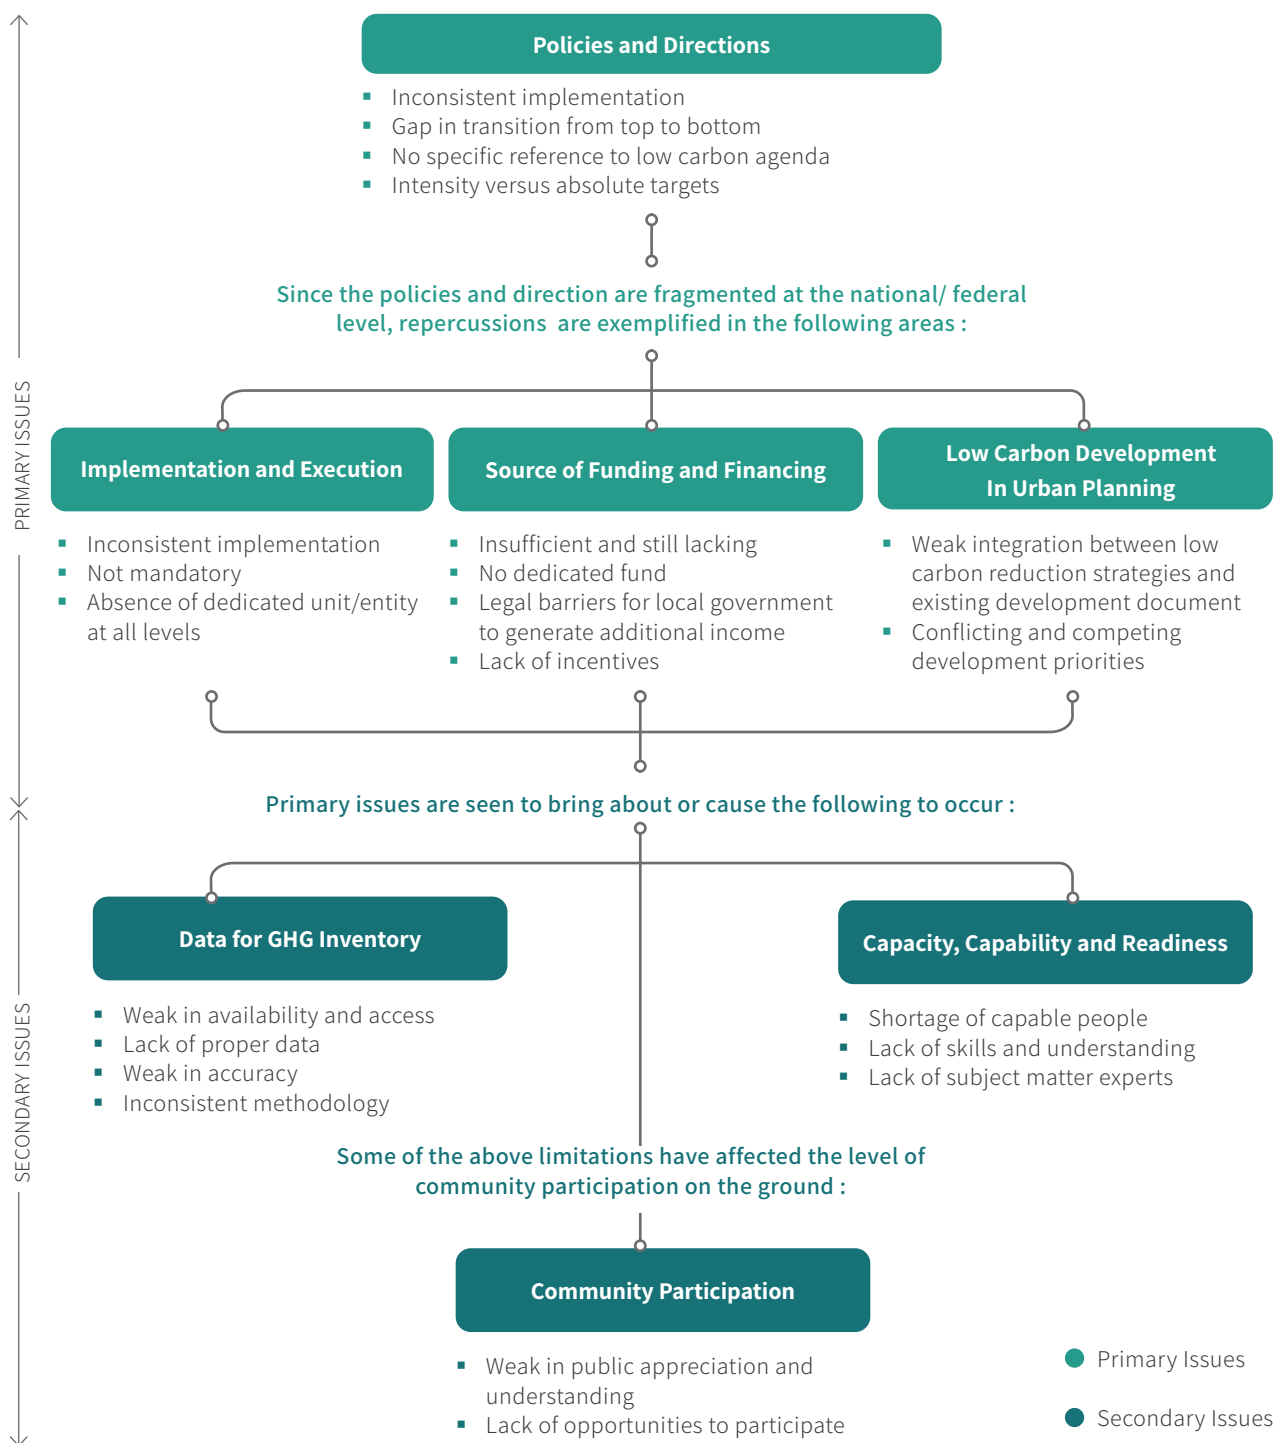 Policies and Directions
▪ Inconsistent implementation
▪ Gap in transition from top to bottom
▪ No specific reference to low carbon agenda
▪ Intensity versus absolute targets
Since the policies and direction are fragmented at the national/ federal
level, repercussions are exemplified in the following areas :
PRIMARY ISSUES
Implementation and Execution
▪ Inconsistent implementation
▪ Not mandatory
▪ Absence of dedicated unit/entity
at all levels
Source of Funding and Financing
▪ Insufficient and still lacking
▪ No dedicated fund
▪ Legal barriers for local government
to generate additional income
▪ Lack of incentives
Low Carbon Development
In Urban Planning
▪ Weak integration between low
carbon reduction strategies and
existing development document
▪ Conflicting and competing
development priorities
Primary issues are seen to bring about or cause the following to occur :
SECONDARY ISSUES
Data for GHG Inventory
▪ Weak in availability and access
▪ Lack of proper data
▪ Weak in accuracy
▪ Inconsistent methodology
Capacity, Capability and Readiness
▪ Shortage of capable people
▪ Lack of skills and understanding
▪ Lack of subject matter experts
Some of the above limitations have affected the level of
community participation on the ground :
Community Participation
▪ Weak in public appreciation and
understanding
▪ Lack of opportunities to participate
Primary Issues
Secondary Issues